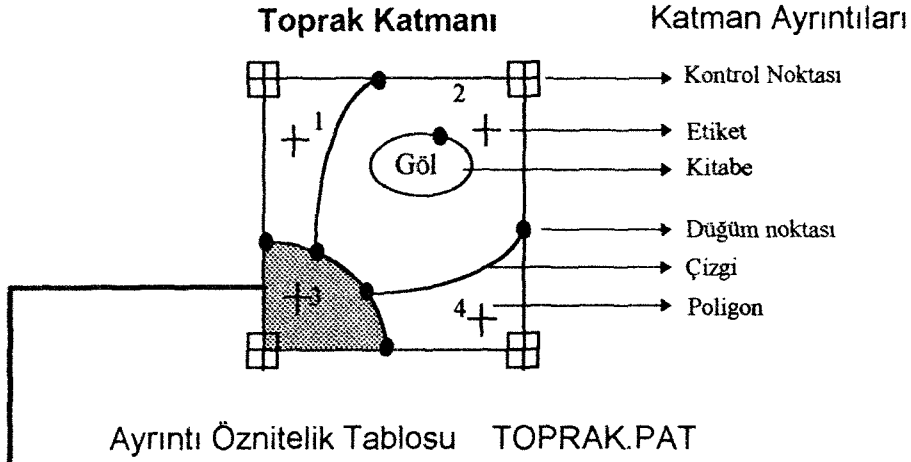 Toprak Katmanı
Katman Ayrıntıları
Kontrol Noktası
2
1
Etiket
Göl
Kitabe
Düğüm noktası
Çizgi
3
4
Poligon
Ayrıntı Öznitelik Tablosu TOPRAK.PAT